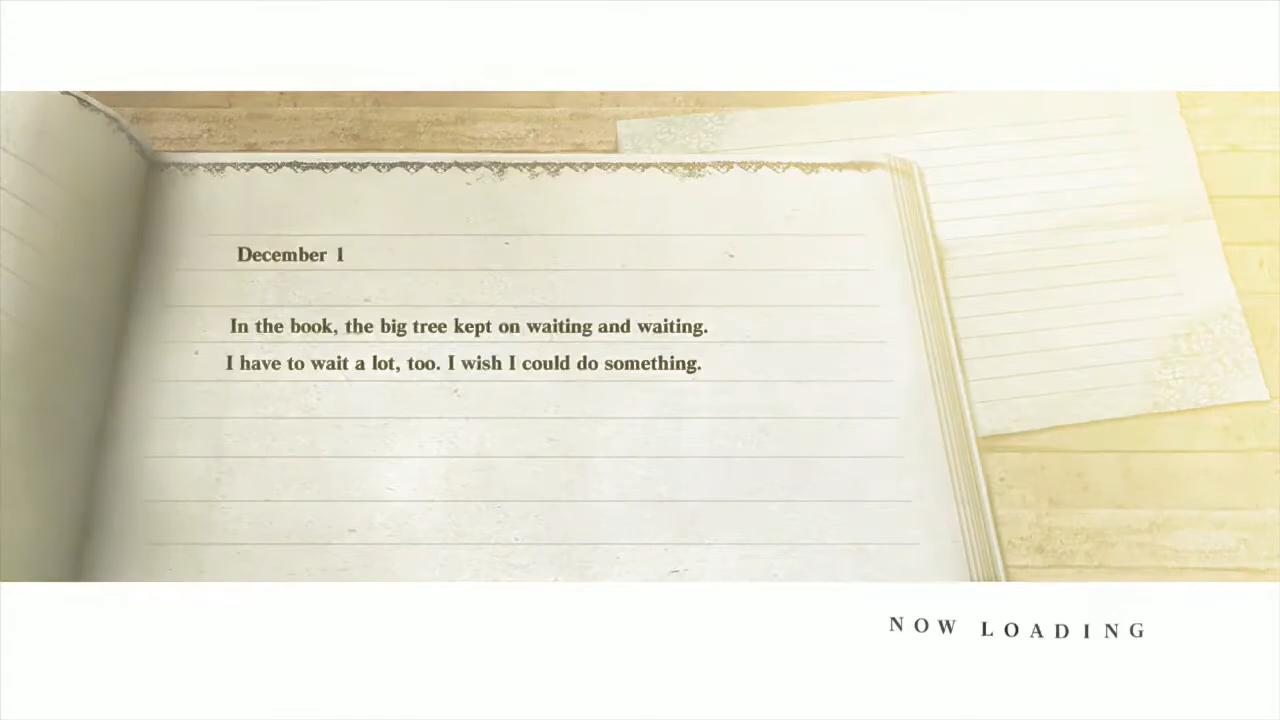 December 1
In the book, the big tree kept on waiting and waiting.
I have to wait a lot, too. I wish I could do something.
NOW LOADING